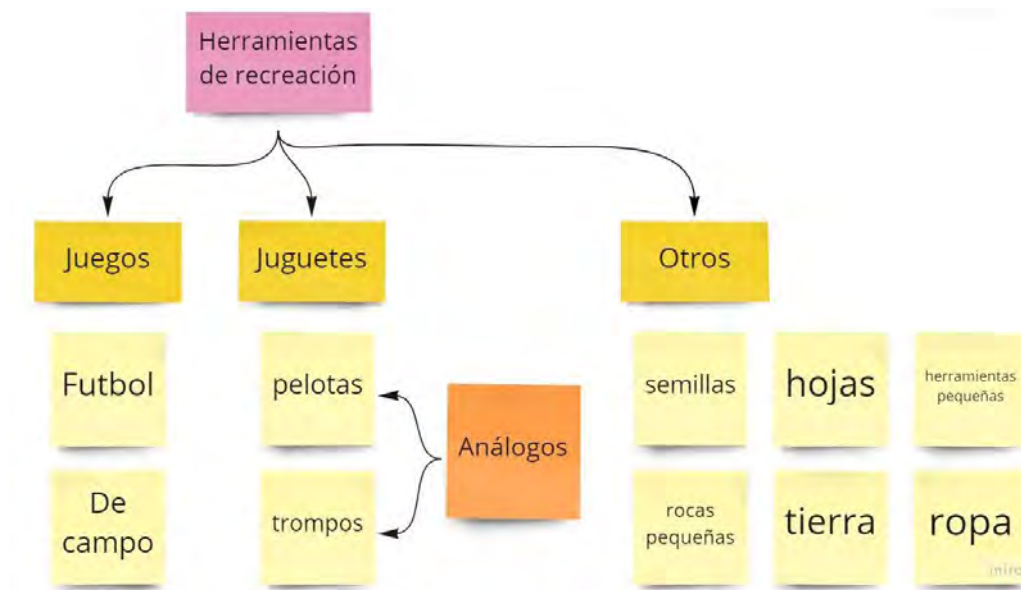 Herramientas
de recreación
Juegos
Juguetes
Otros
Futbol
pelotas
semillas
hojas
herramientas
pequeñas
Análogos
De
campo
trompos
rocas
pequeñas
tierra
ropa
miro